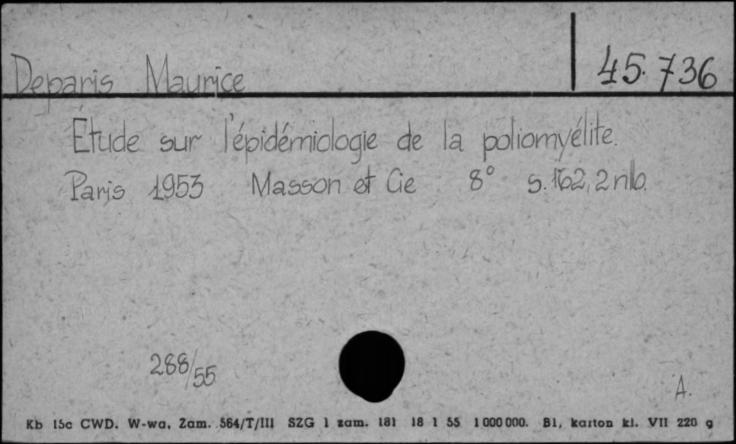 Deparis Maurice
45.736
Etude sur l'épidémiologie de la poliomyélite.
Paris 1953 Masson et Cie 8° S. 162, 2 nlb.
288/55
A.
Kb 15c CWD. W-wa, Zam. 564/T/III SZG 1 zam. 181 18 1 55 1 000 000. B1, karton kl. VII 220 g